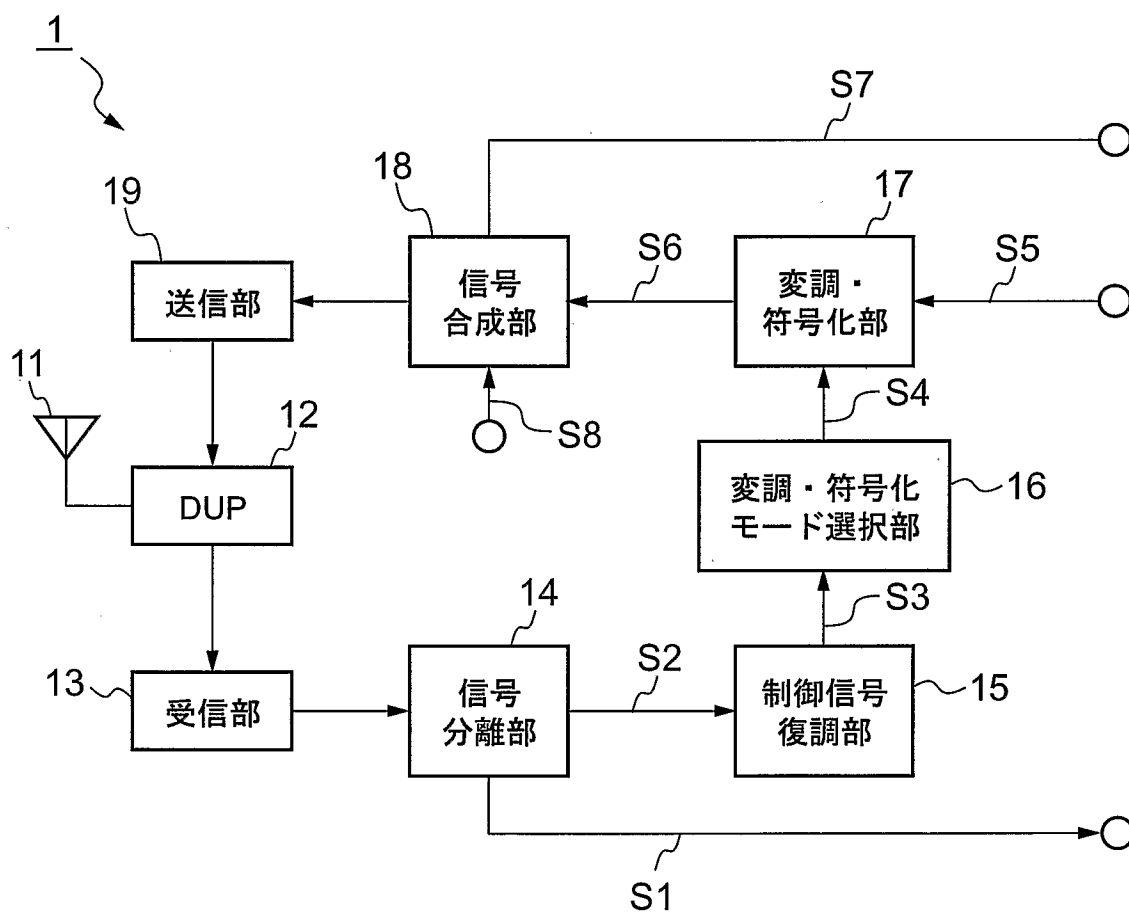 1
S7
18
17
19
S6
S5
信号
合成部
変調・
符号化部
送信部
11
12
S8
S4
DUP
変調・符号化
モード選択部
16
14
S3
13
受信部
信号
分離部
S2
制御信号
復調部
15
S1